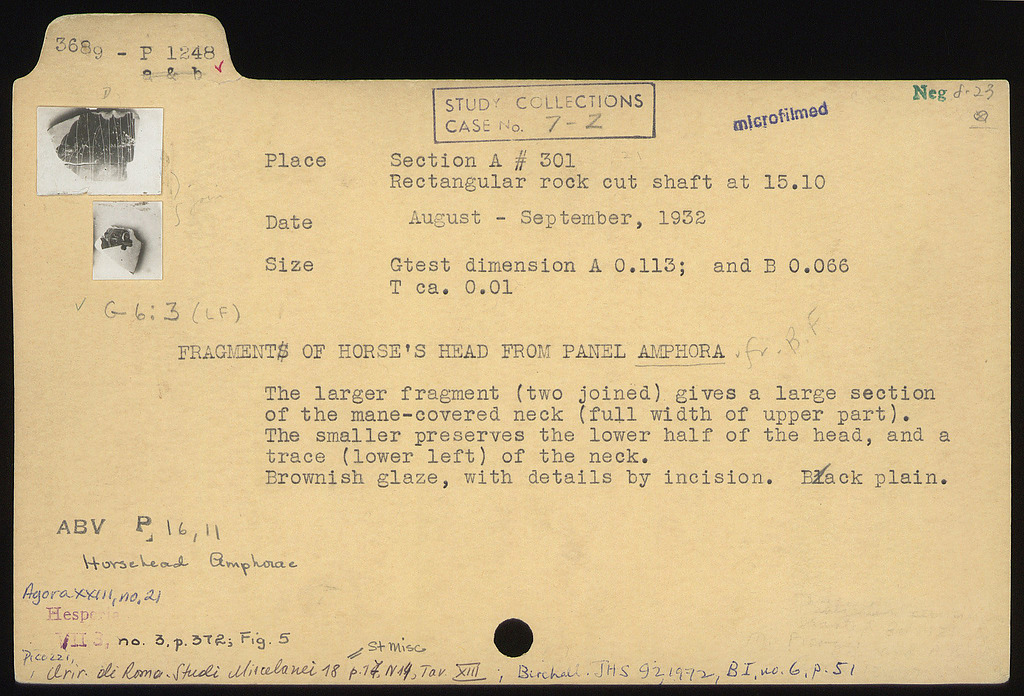 3689 - P 1248
a & b
STUDY COLLECTIONS
CASE No. 7-Z
microfilmed
Neg 8-23
Place Section A # 301
Rectangular rock cut shaft at 15.10
Date August - September, 1932
Size Gtest dimension A 0.113; and B 0.066
T ca. 0.01
G 6:3 (LF)
FRAGMENTS OF HORSE'S HEAD FROM PANEL AMPHORA fr. B.F
The larger fragment (two joined) gives a large section
of the mane-covered neck (full width of upper part).
The smaller preserves the lower half of the head, and a
trace (lower left) of the neck.
Brownish glaze, with details by incision. Black plain.
ABV P, 16, 11
Horsehead Amphorae
Agora XXIII, no. 21
Hesperia
VII 3, no. 3, p. 372; Fig. 5
St Misc
Picozzi, Univ. di Roma. Studi Miscelanei 18 p. 17, N 14, Tav. XIII ; Birchall. JHS 92, 1972, B I, no. 6, p. 51